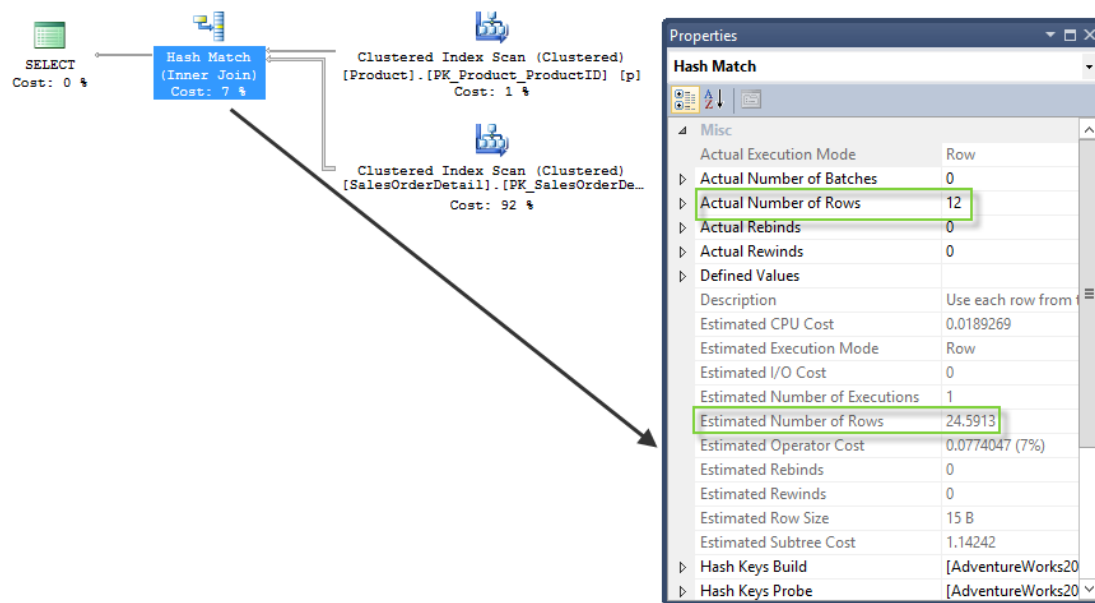 SELECT
Cost: 0 %
Hash Match
(Inner Join)
Cost: 7 %
Clustered Index Scan (Clustered)
[Product].[PK_Product_ProductID] [p]
Cost: 1 %
Clustered Index Scan (Clustered)
[SalesOrderDetail].[PK_SalesOrderDe…
Cost: 92 %
Properties
Hash Match
Misc
Actual Execution Mode Row
Actual Number of Batches 0
Actual Number of Rows 12
Actual Rebinds 0
Actual Rewinds 0
Defined Values
Description Use each row from t
Estimated CPU Cost 0.0189269
Estimated Execution Mode Row
Estimated I/O Cost 0
Estimated Number of Executions 1
Estimated Number of Rows 24.5913
Estimated Operator Cost 0.0774047 (7%)
Estimated Rebinds 0
Estimated Rewinds 0
Estimated Row Size 15 B
Estimated Subtree Cost 1.14242
Hash Keys Build [AdventureWorks20
Hash Keys Probe [AdventureWorks20